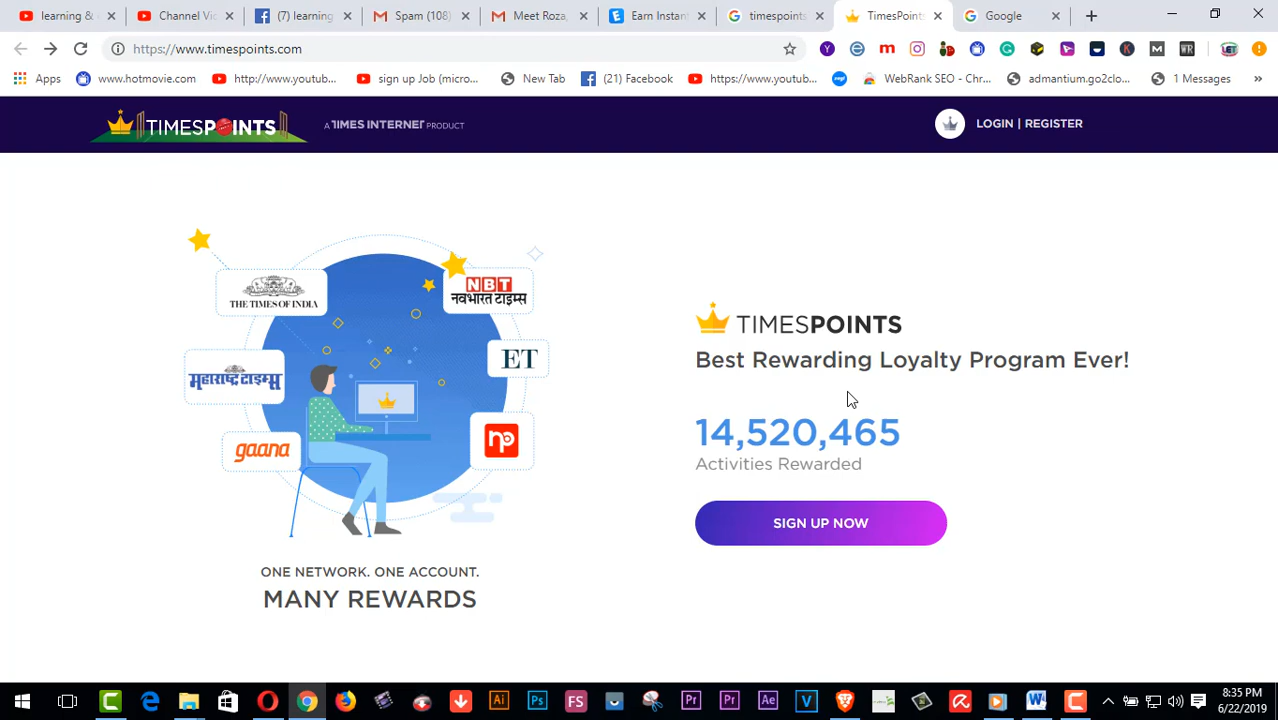 learning & e
Channel Vic
(7) learning
Spam (108)
Meet Roza,
Earn Instant
timespoints
TimesPoints
Google
https://www.timespoints.com
Apps
www.hotmovie.com
http://www.youtub...
sign up Job (micro...
New Tab
(21) Facebook
https://www.youtub...
WebRank SEO - Chr...
admantium.go2clo...
1 Messages
»
TIMESPOINTS
A TIMES INTERNET PRODUCT
LOGIN | REGISTER
THE TIMES OF INDIA
NBT
नवभारत टाइम्स
महाराष्ट्र टाइम्स
ET
gaana
np
TIMESPOINTS
Best Rewarding Loyalty Program Ever!
14,520,465
Activities Rewarded
SIGN UP NOW
ONE NETWORK. ONE ACCOUNT.
MANY REWARDS
8:35 PM
6/22/2019